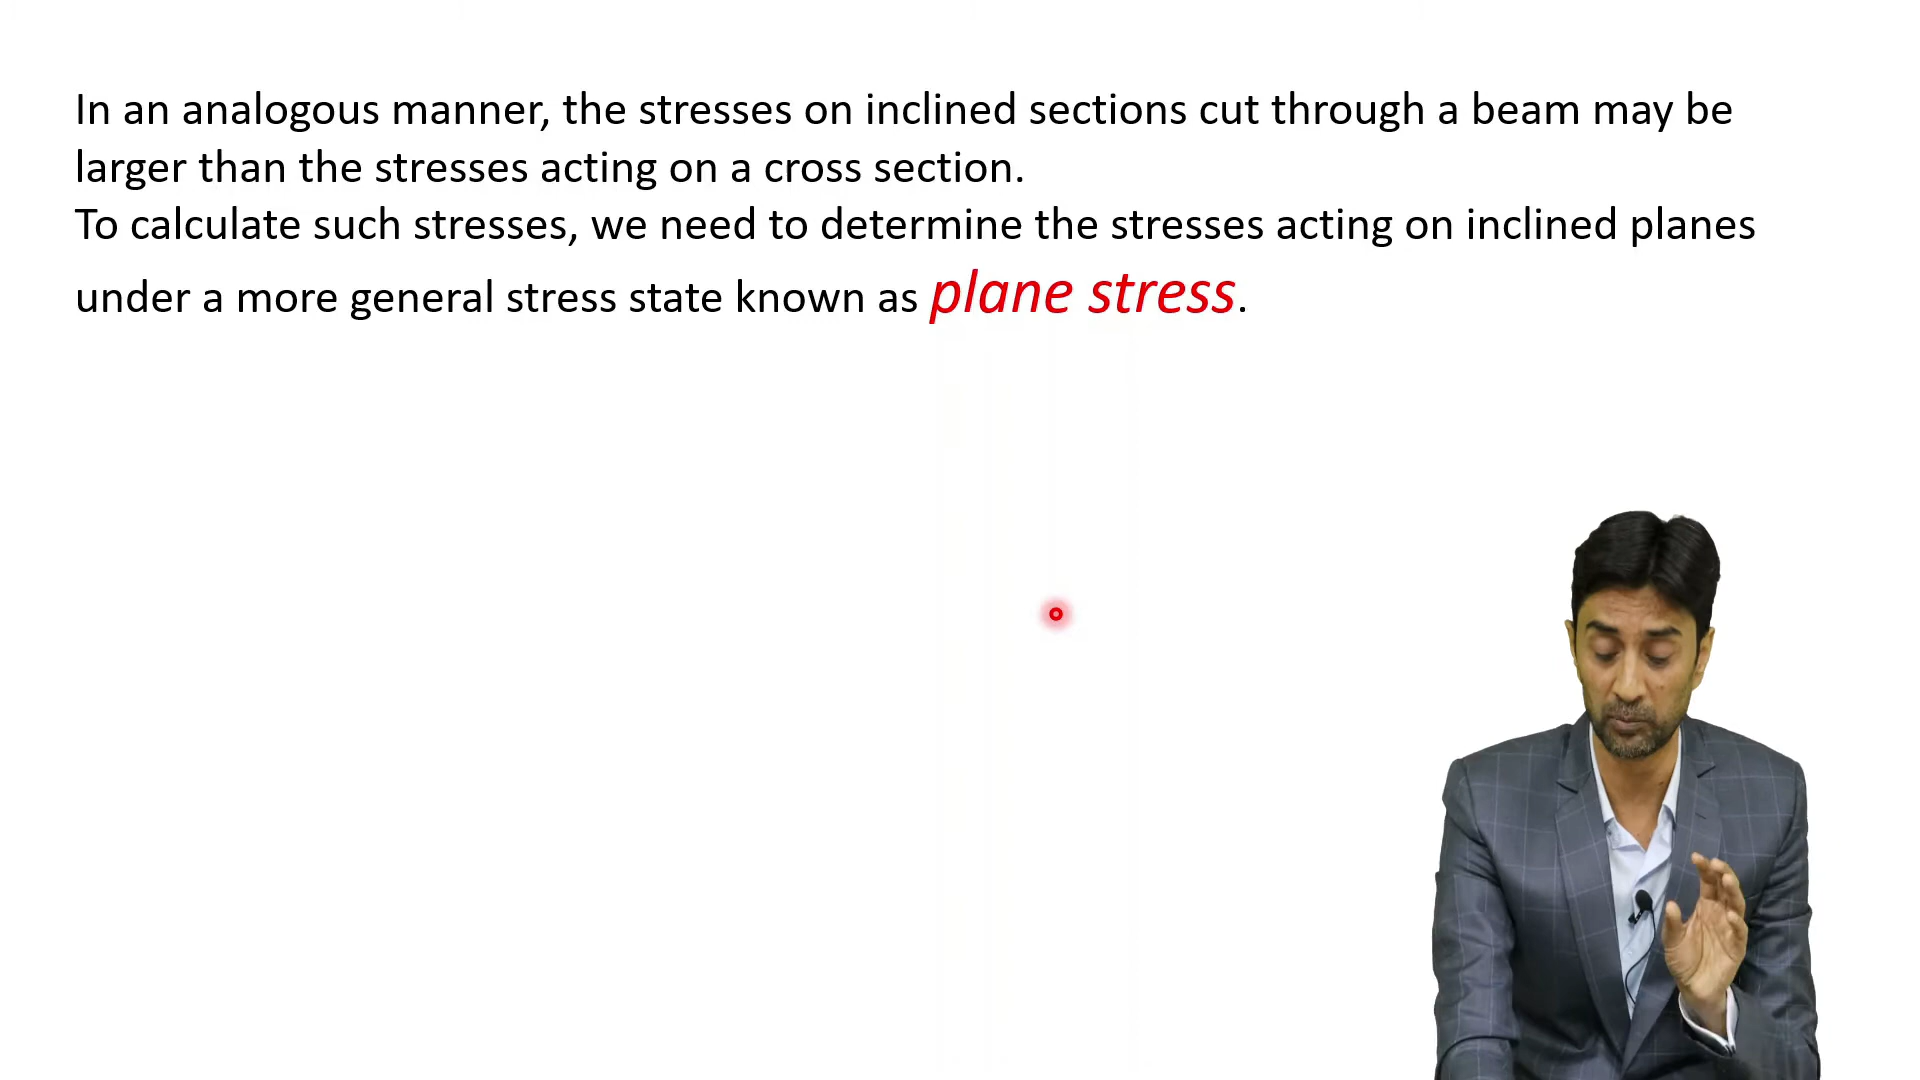 In an analogous manner, the stresses on inclined sections cut through a beam may be
larger than the stresses acting on a cross section.
To calculate such stresses, we need to determine the stresses acting on inclined planes
under a more general stress state known as plane stress.